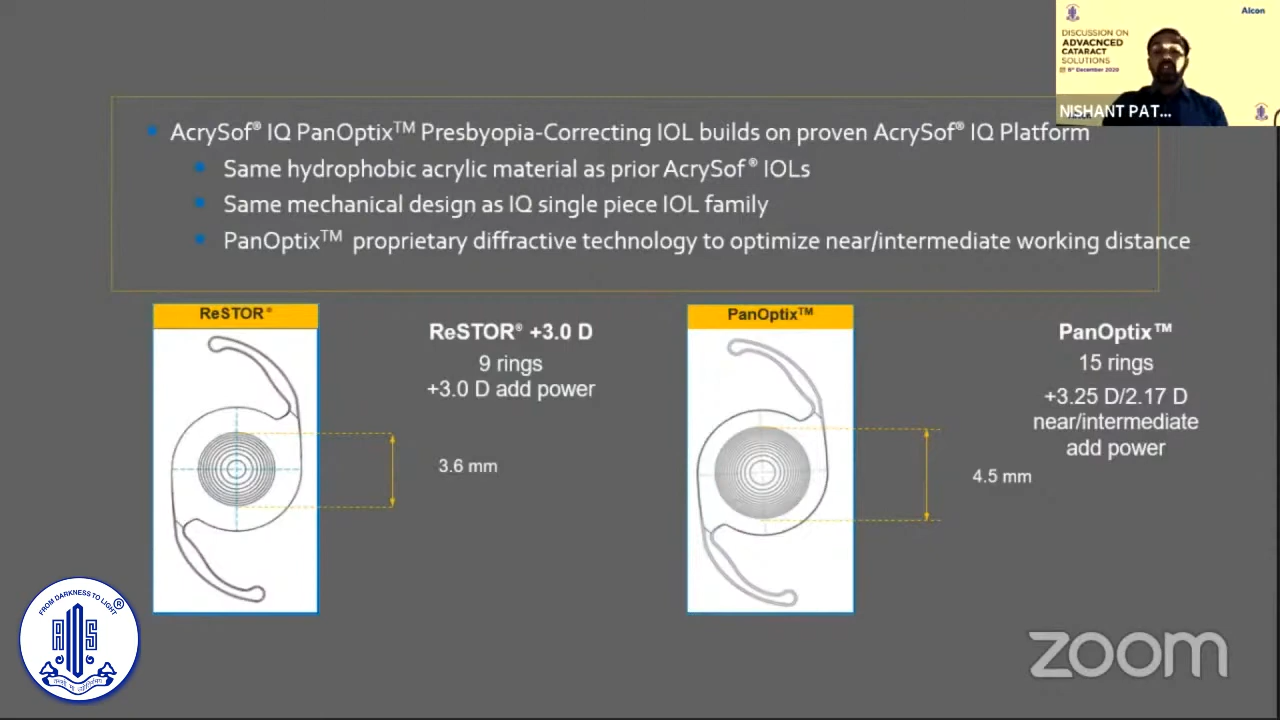 Alcon
DISCUSSION ON
ADVACNCED
CATARACT
SOLUTIONS
6th December 2020
NISHANT PAT...
AcrySof® IQ PanOptix™ Presbyopia-Correcting IOL builds on proven AcrySof® IQ Platform
Same hydrophobic acrylic material as prior AcrySof® IOLs
Same mechanical design as IQ single piece IOL family
PanOptix™ proprietary diffractive technology to optimize near/intermediate working distance
ReSTOR®
ReSTOR® +3.0 D
9 rings
+3.0 D add power
3.6 mm
PanOptix™
PanOptix™
15 rings
+3.25 D/2.17 D
near/intermediate
add power
4.5 mm
FROM DARKNESS TO LIGHT
®
AIOS
zoom